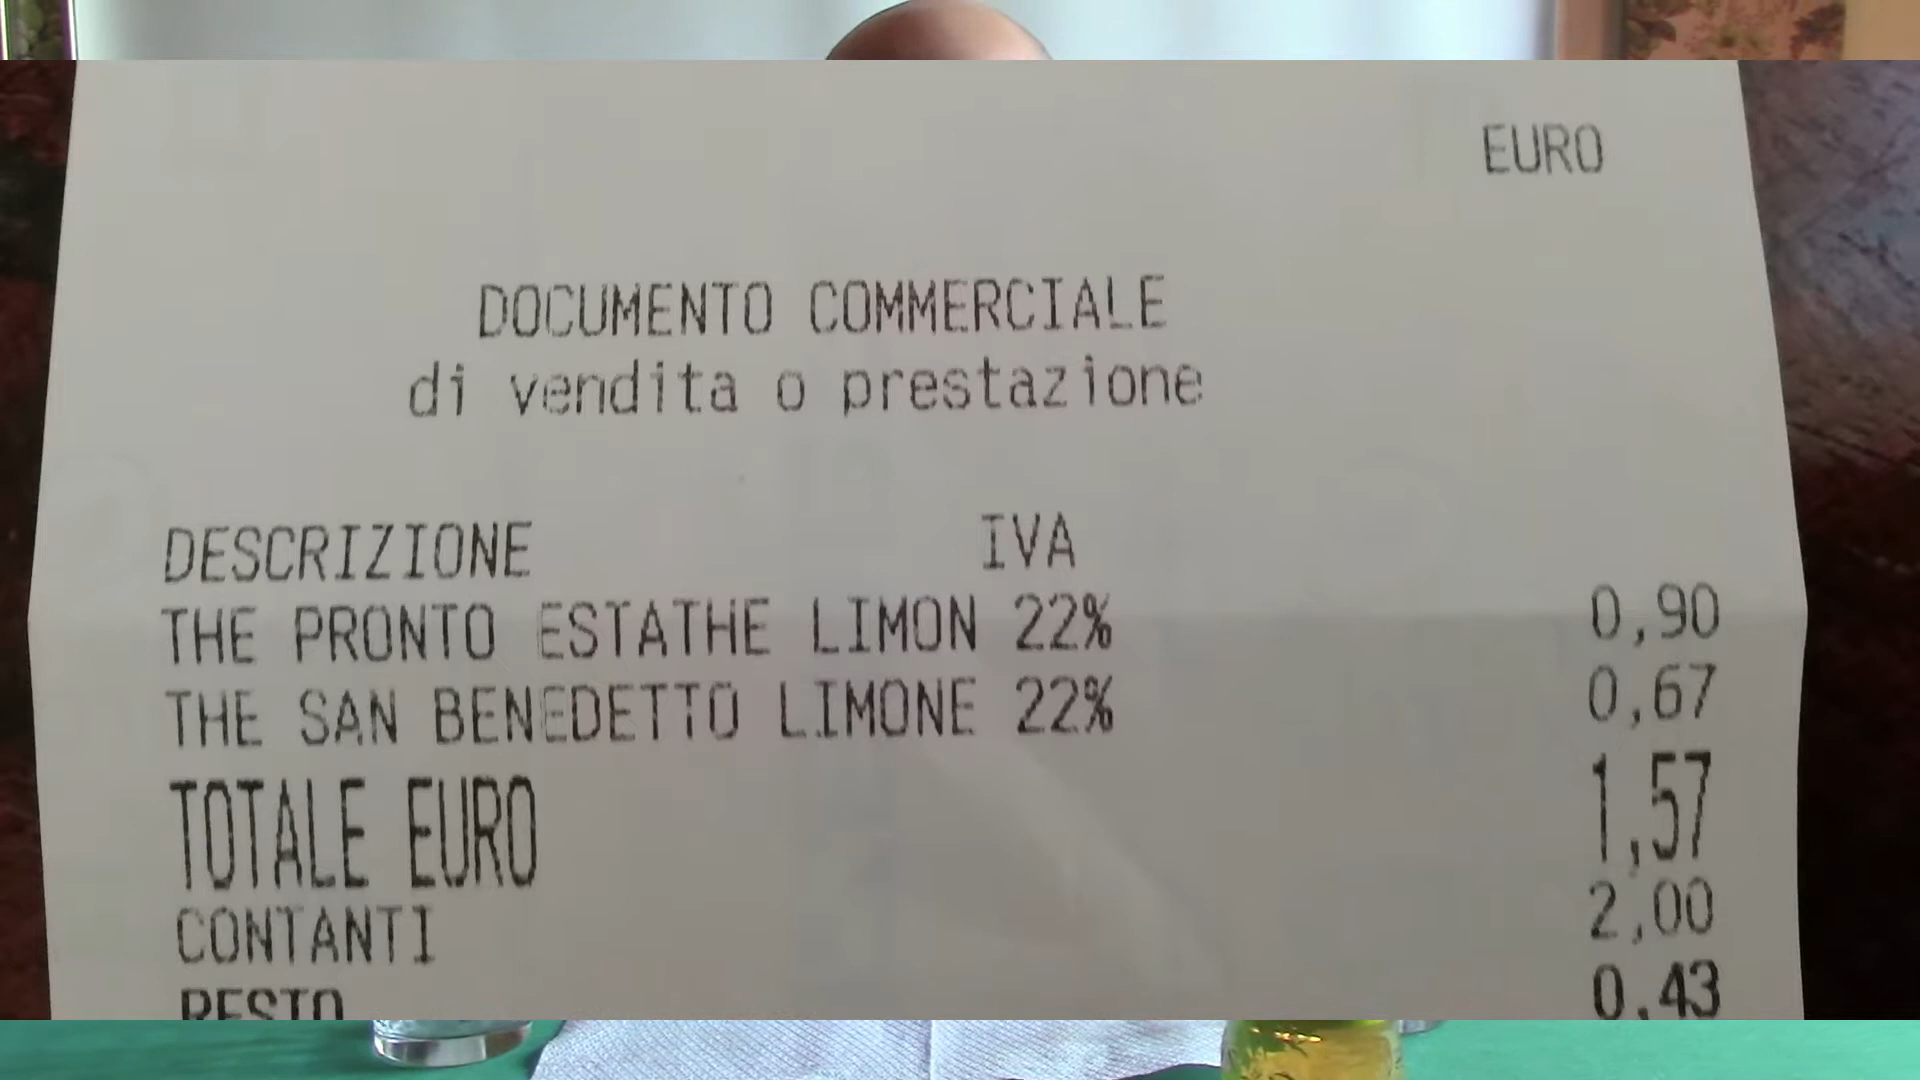 EURO
DOCUMENTO COMMERCIALE
di vendita o prestazione
DESCRIZIONE IVA
THE PRONTO ESTATHE LIMON 22% 0,90
THE SAN BENEDETTO LIMONE 22% 0,67
TOTALE EURO 1,57
CONTANTI 2,00
RESTO 0,43